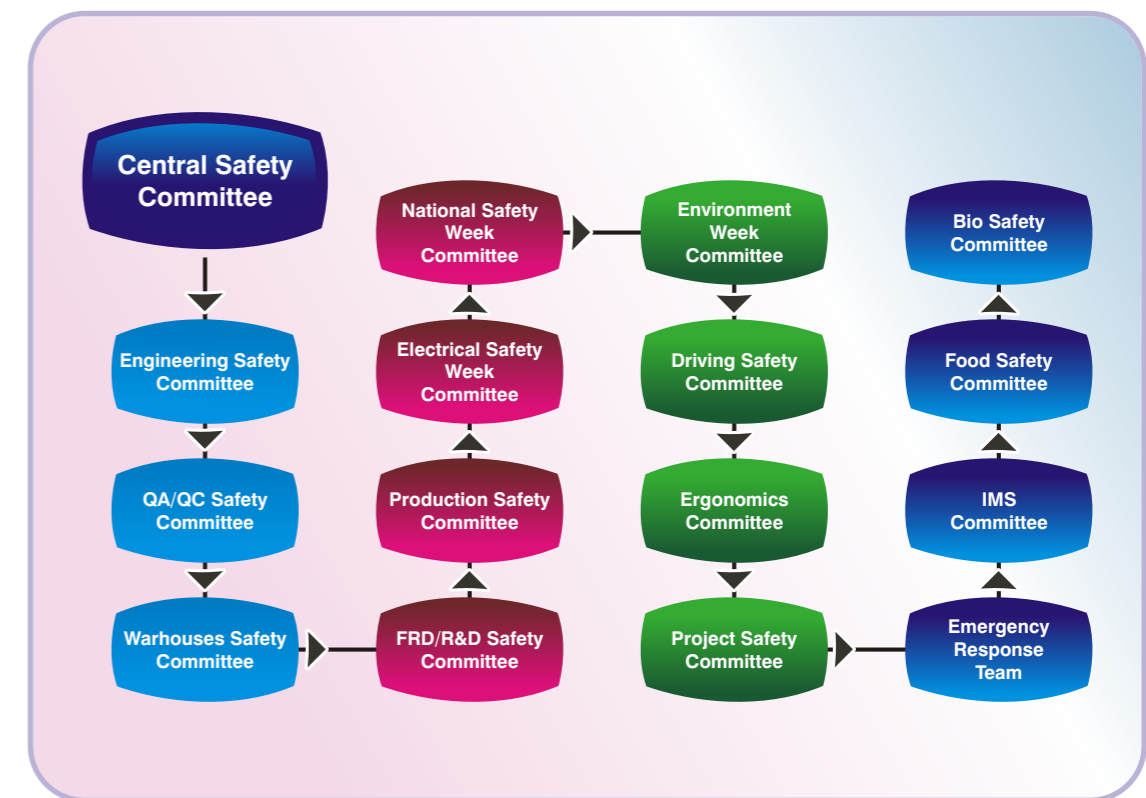 Central Safety
Committee
Engineering Safety
Committee
QA/QC Safety
Committee
Warhouses Safety
Committee
FRD/R&D Safety
Committee
Production Safety
Committee
Electrical Safety
Week
Committee
National Safety
Week
Committee
Environment
Week
Committee
Driving Safety
Committee
Ergonomics
Committee
Project Safety
Committee
Emergency
Response
Team
IMS
Committee
Food Safety
Committee
Bio Safety
Committee